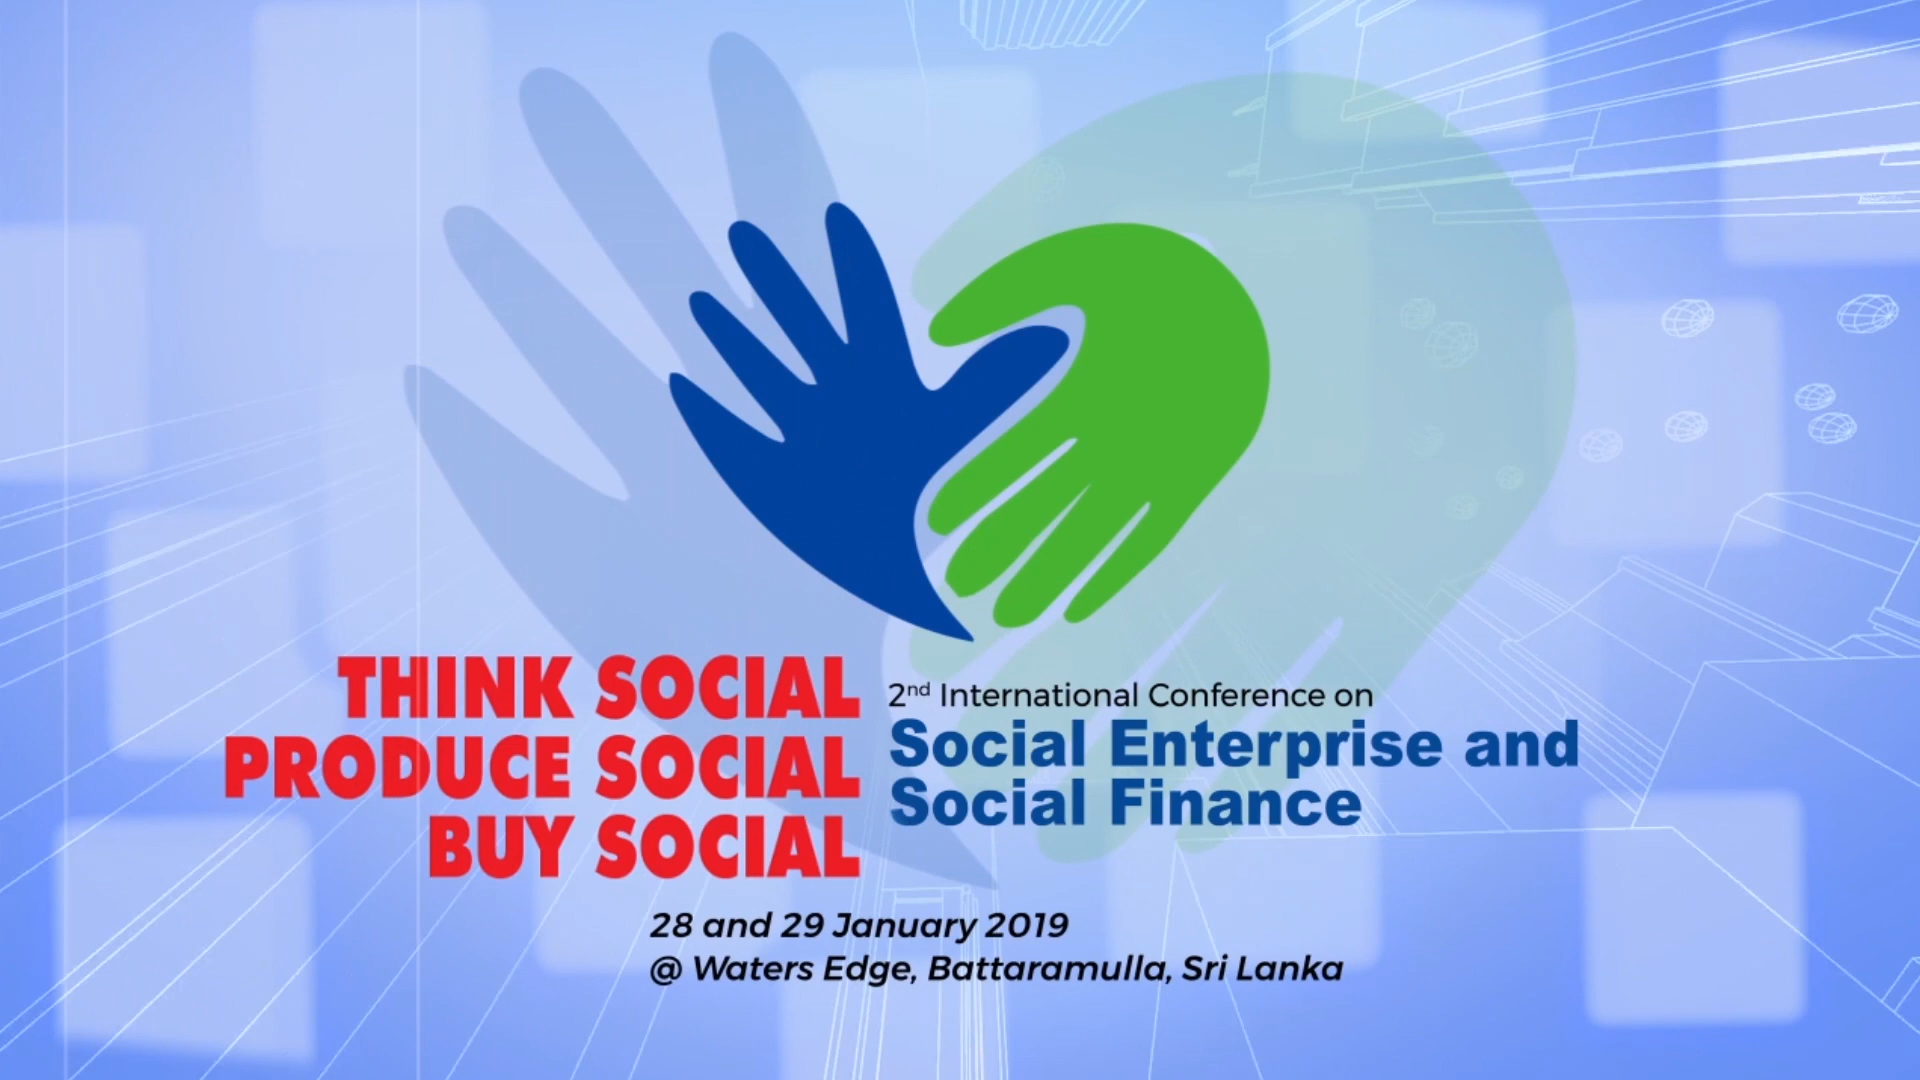 THINK SOCIAL
PRODUCE SOCIAL
BUY SOCIAL
2nd International Conference on
Social Enterprise and
Social Finance
28 and 29 January 2019
@ Waters Edge, Battaramulla, Sri Lanka